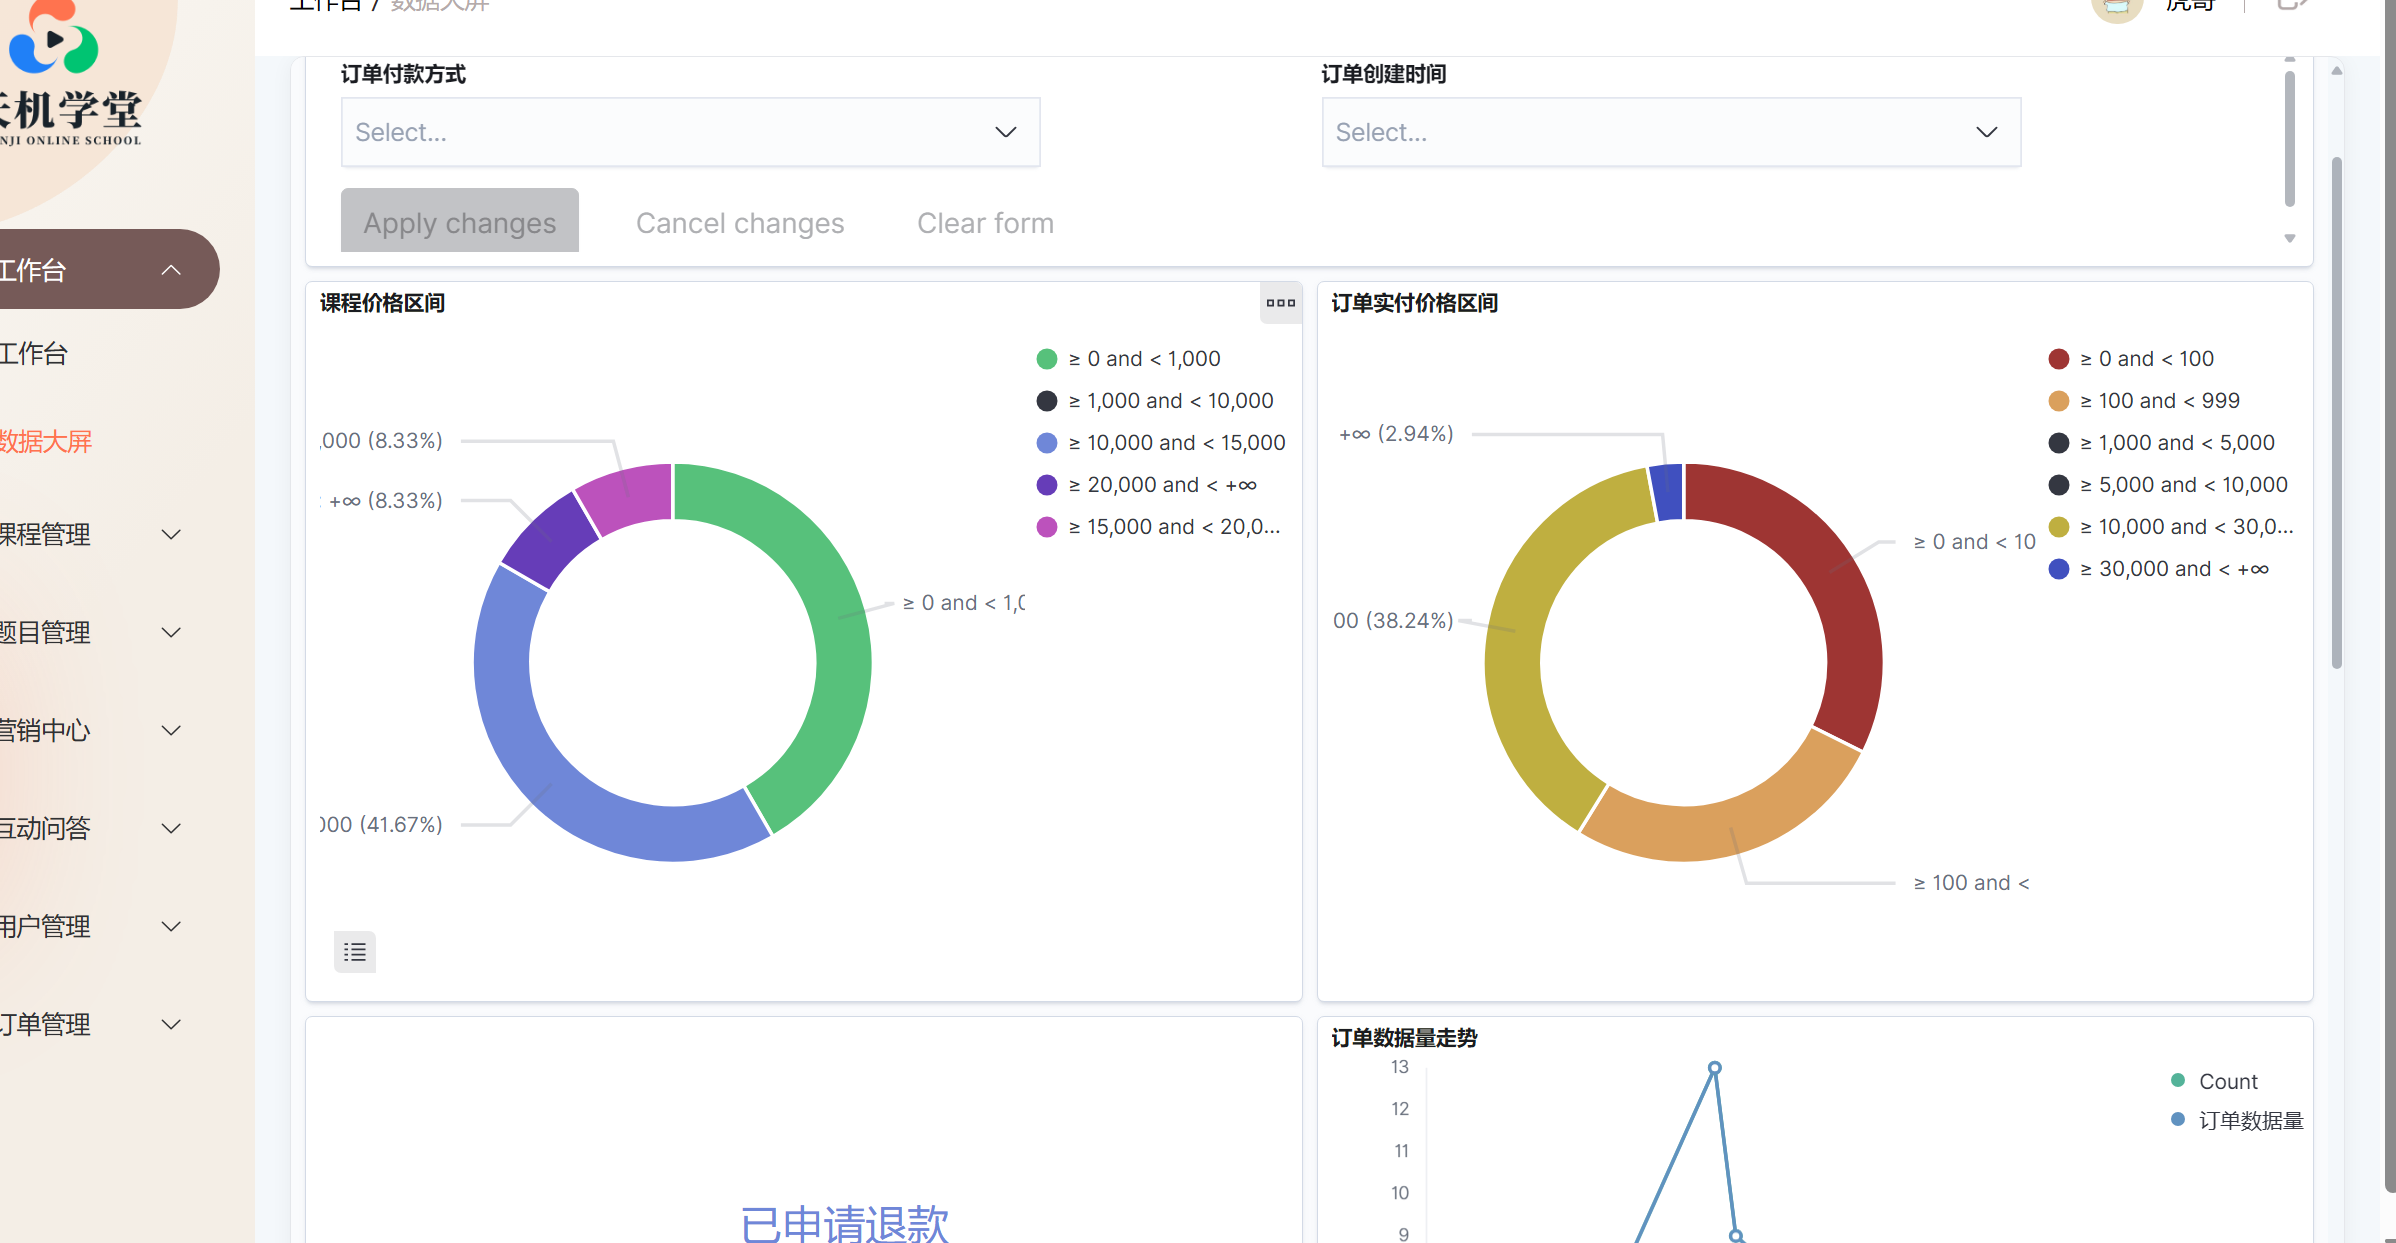 工作台 / 数据大屏
虎哥
天机学堂
NJI ONLINE SCHOOL
工作台
工作台
数据大屏
课程管理
题目管理
营销中心
互动问答
用户管理
订单管理
订单付款方式
Select...
订单创建时间
Select...
Apply changes
Cancel changes
Clear form
课程价格区间
≥ 0 and < 1,000
≥ 1,000 and < 10,000
≥ 10,000 and < 15,000
≥ 20,000 and < +∞
≥ 15,000 and < 20,0...
,000 (8.33%)
+∞ (8.33%)
≥ 0 and < 1,0
000 (41.67%)
订单实付价格区间
≥ 0 and < 100
≥ 100 and < 999
≥ 1,000 and < 5,000
≥ 5,000 and < 10,000
≥ 10,000 and < 30,0...
≥ 30,000 and < +∞
+∞ (2.94%)
≥ 0 and < 10
00 (38.24%)
≥ 100 and <
已申请退款
订单数据量走势
13
12
11
10
9
Count
订单数据量